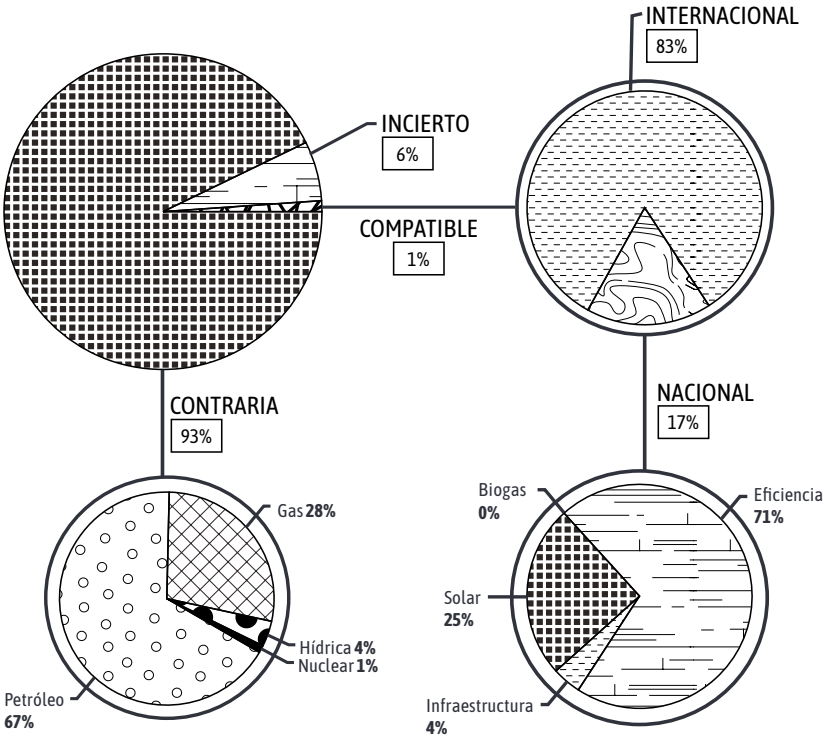 INTERNACIONAL
83%
INCIERTO
6%
COMPATIBLE
1%
CONTRARIA
93%
NACIONAL
17%
Gas 28%
Hídrica 4%
Nuclear 1%
Petróleo
67%
Biogas
0%
Eficiencia
71%
Solar
25%
Infraestructura
4%